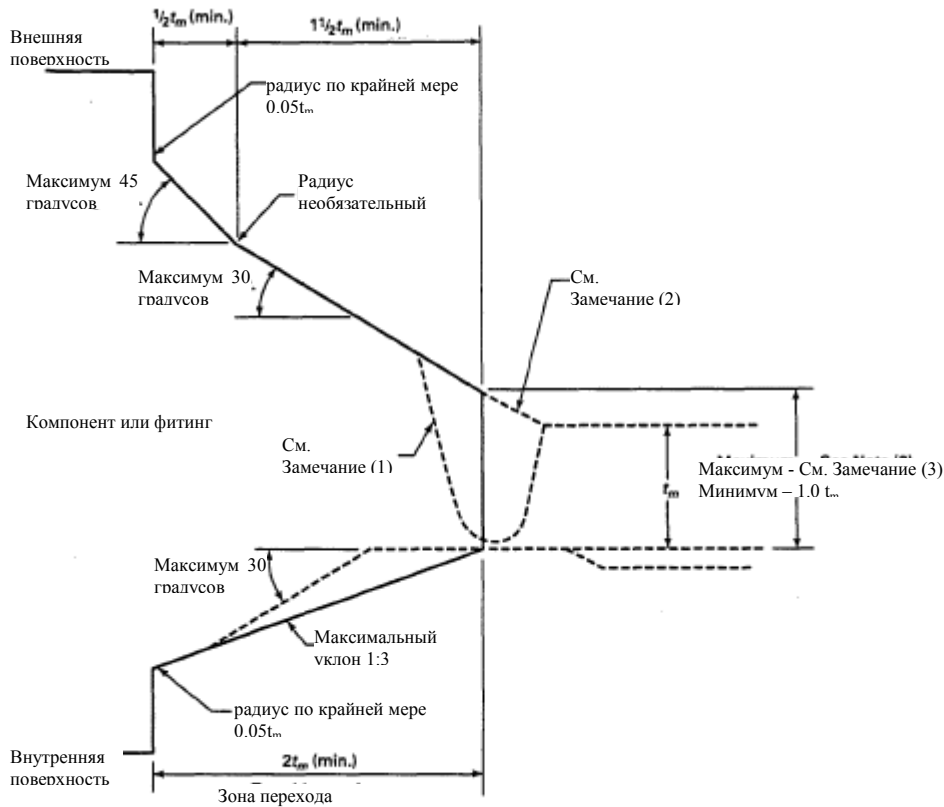 ½tₘ (min.)
1½tₘ (min.)
Внешняя
поверхность
радиус по крайней мере
0.05tₘ
Максимум 45
градусов
Радиус
необязательный
Максимум 30
градусов
См.
Замечание (2)
Компонент или фитинг
См.
Замечание (1)
tₘ
Максимум - См. Замечание (3)
Минимум – 1.0 tₘ
Максимум 30
градусов
Максимальный
уклон 1:3
радиус по крайней мере
0.05tₘ
Внутренняя
поверхность
2tₘ (min.)
Зона перехода